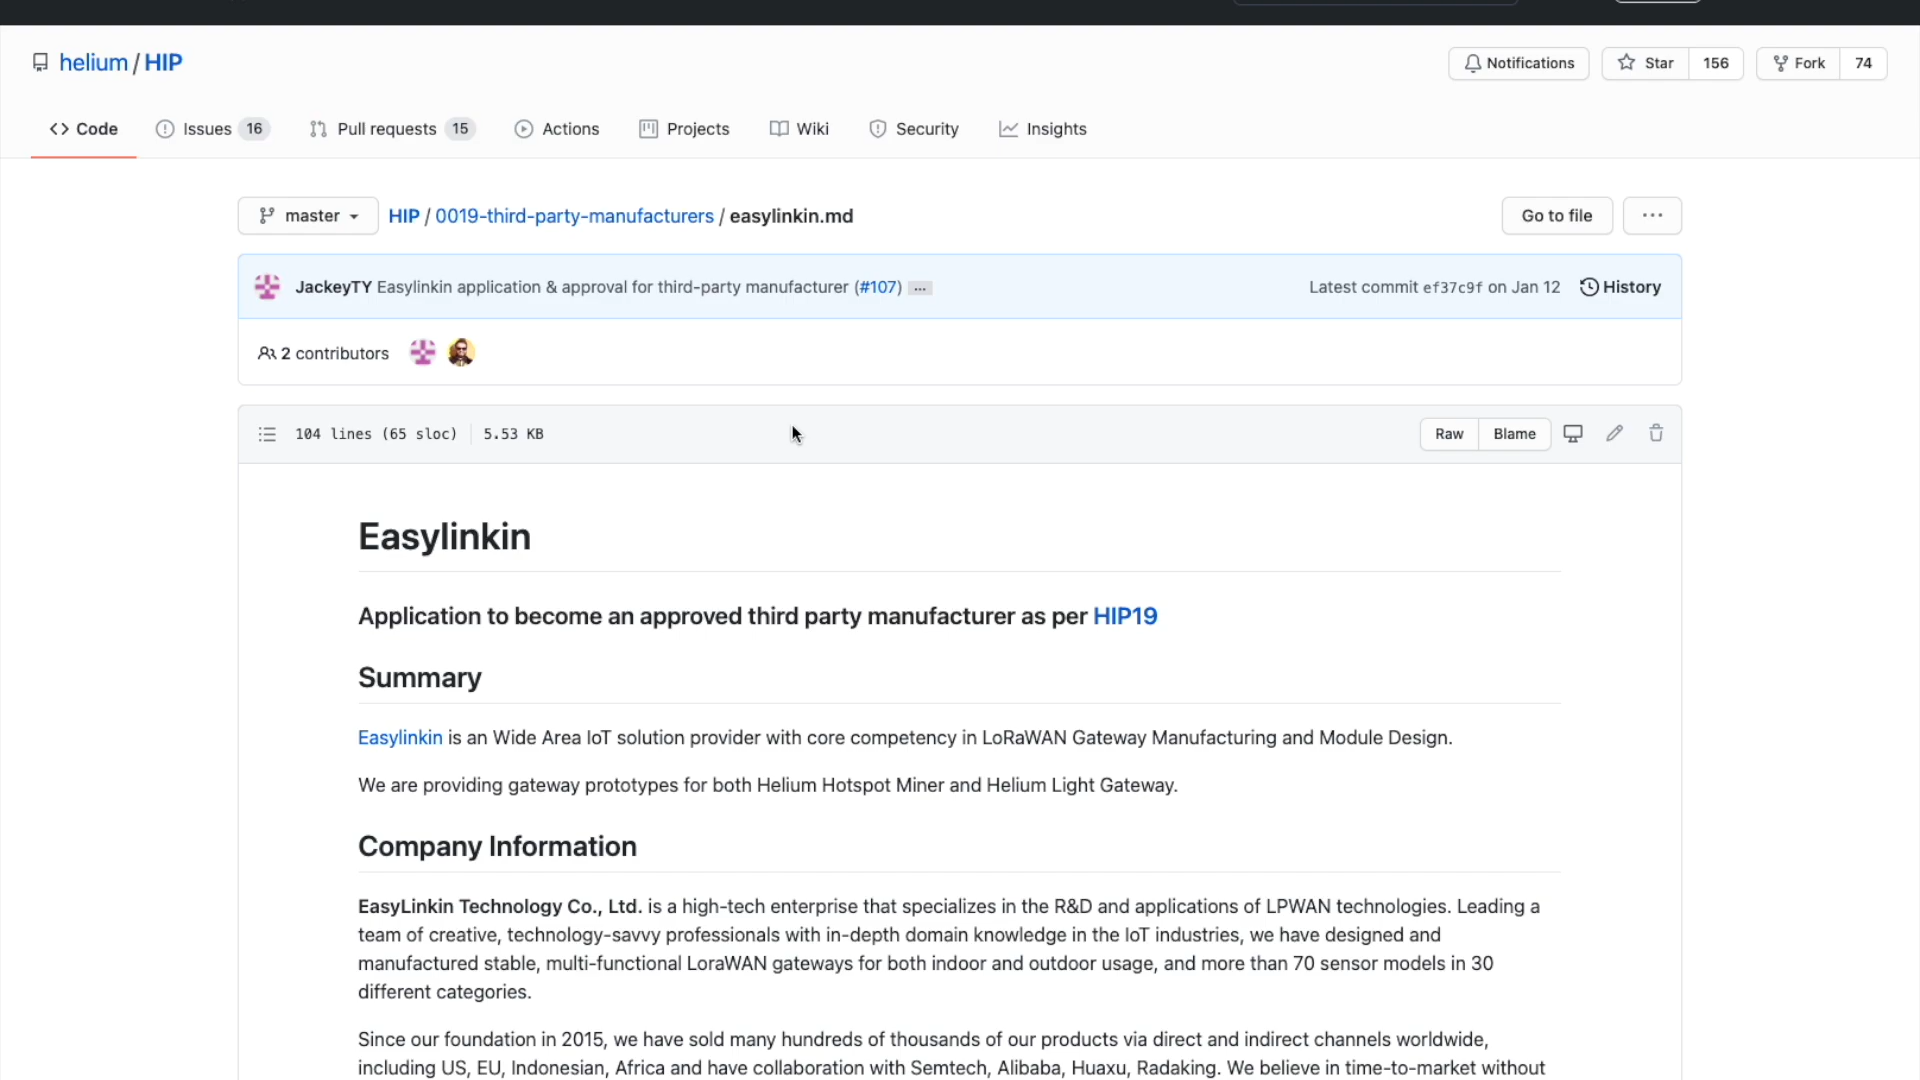 helium / HIP
Notifications
Star 156
Fork 74
Code
Issues 16
Pull requests 15
Actions
Projects
Wiki
Security
Insights
master
HIP / 0019-third-party-manufacturers / easylinkin.md
Go to file
...
JackeyTY Easylinkin application & approval for third-party manufacturer (#107) ...
Latest commit ef37c9f on Jan 12
History
2 contributors
104 lines (65 sloc) 5.53 KB
Raw
Blame
Easylinkin
Application to become an approved third party manufacturer as per HIP19
Summary
Easylinkin is an Wide Area IoT solution provider with core competency in LoRaWAN Gateway Manufacturing and Module Design.
We are providing gateway prototypes for both Helium Hotspot Miner and Helium Light Gateway.
Company Information
EasyLinkin Technology Co., Ltd. is a high-tech enterprise that specializes in the R&D and applications of LPWAN technologies. Leading a
team of creative, technology-savvy professionals with in-depth domain knowledge in the IoT industries, we have designed and
manufactured stable, multi-functional LoraWAN gateways for both indoor and outdoor usage, and more than 70 sensor models in 30
different categories.
Since our foundation in 2015, we have sold many hundreds of thousands of our products via direct and indirect channels worldwide,
including US, EU, Indonesian, Africa and have collaboration with Semtech, Alibaba, Huaxu, Radaking. We believe in time-to-market without